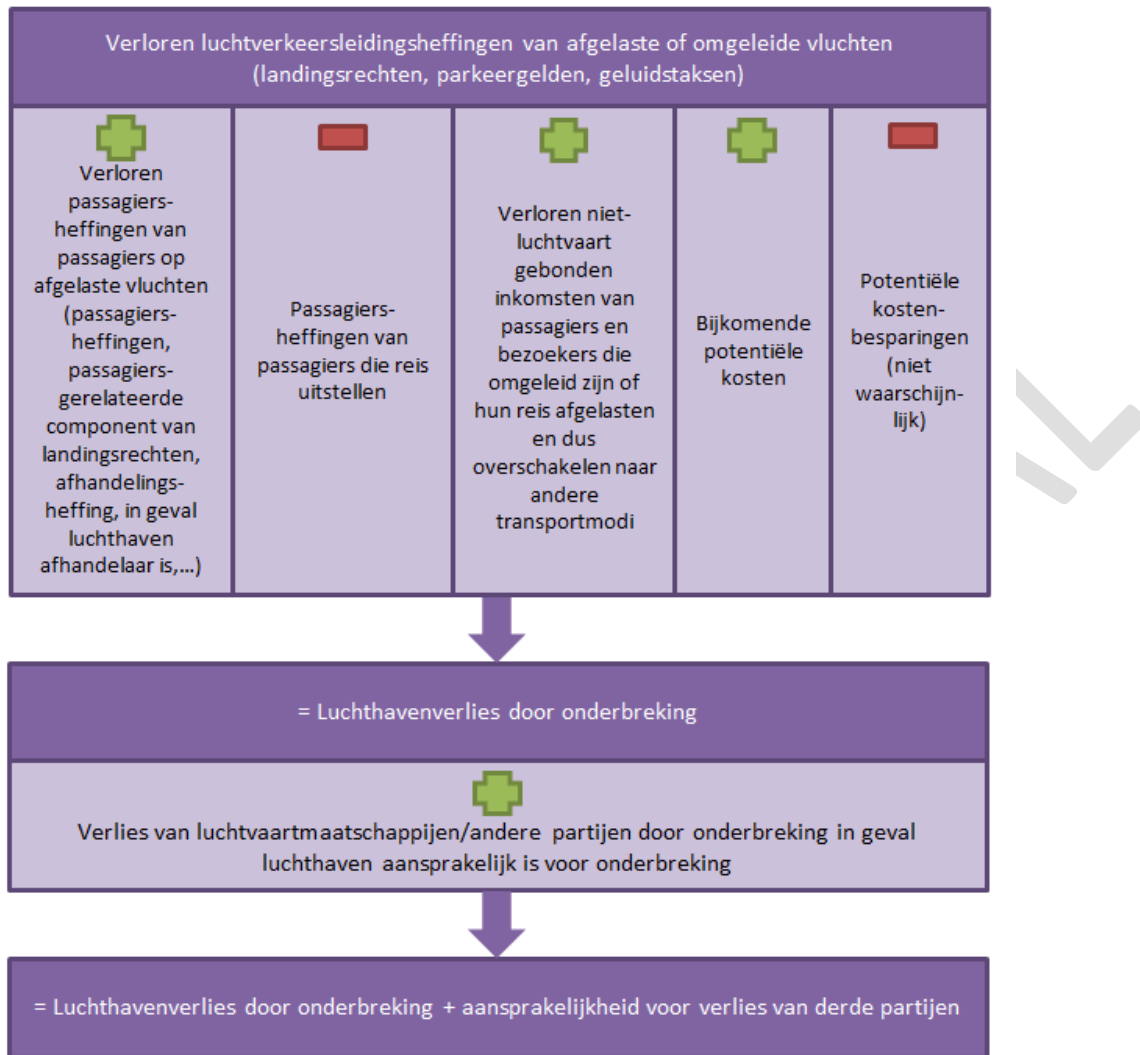 Verloren luchtverkeersleidingsheffingen van afgelaste of omgeleide vluchten
(landingsrechten, parkeergelden, geluidstaksen)
Verloren
passagiers-
heffingen van
passagiers op
afgelaste vluchten
(passagiers-
heffingen,
passagiers-
gerelateerde
component van
landingsrechten,
afhandelings-
heffing, in geval
luchthaven
afhandelaar is,...)
Passagiers-
heffingen van
passagiers die reis
uitstellen
Verloren niet-
luchtvaart
gebonden
inkomsten van
passagiers en
bezoekers die
omgeleid zijn of
hun reis afgelasten
en dus
overschakelen naar
andere
transportmodi
Bijkomende
potentiële
kosten
Potentiële
kosten-
besparingen
(niet
waarschijn-
lijk)
= Luchthavenverlies door onderbreking
Verlies van luchtvaartmaatschappijen/andere partijen door onderbreking in geval
luchthaven aansprakelijk is voor onderbreking
= Luchthavenverlies door onderbreking + aansprakelijkheid voor verlies van derde partijen